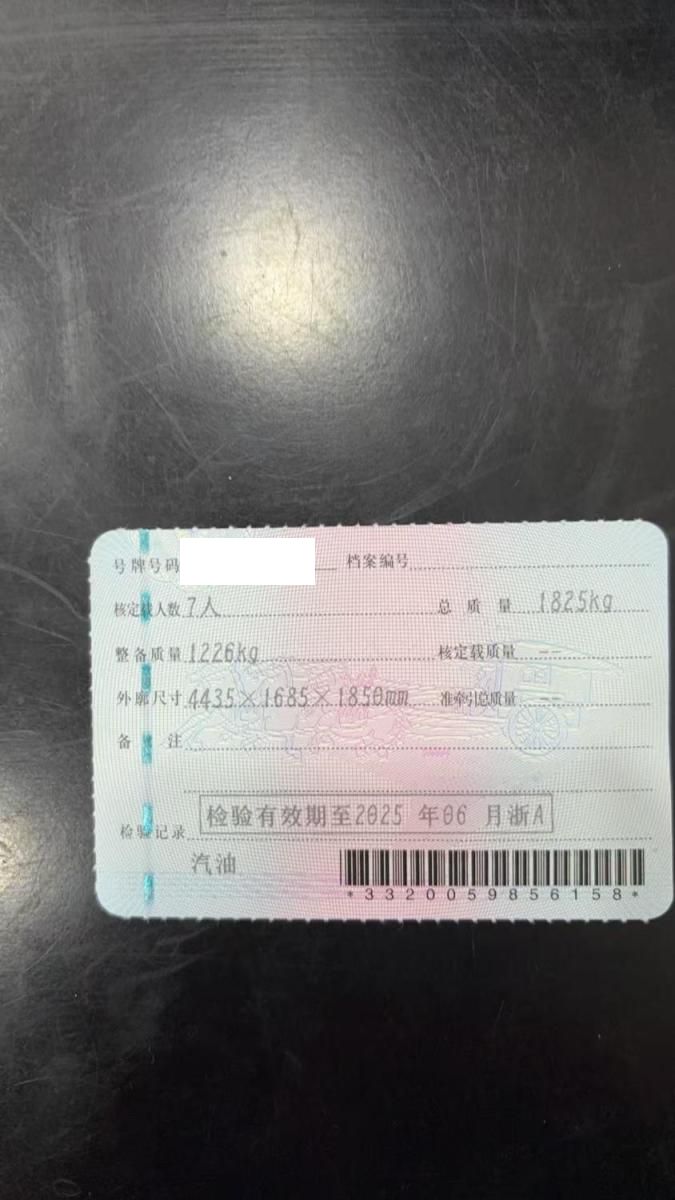 号牌号码 档案编号
核定载人数 7人 总质量 1825kg
整备质量 1226kg 核定载质量 --
外廓尺寸 4435×1685×1850mm 准牵引总质量 --
备注
检验记录 检验有效期至2025年06月浙A
汽油
*3320059856158*